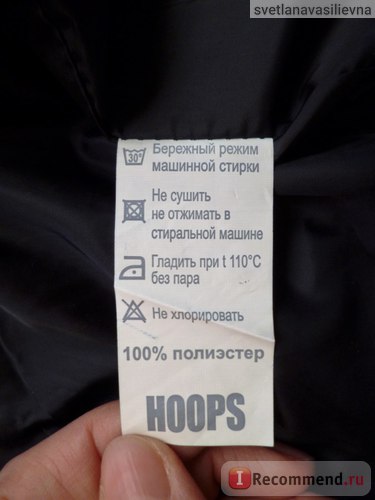 svetlanavasilievna
30°
Бережный режим
машинной стирки
Не сушить
не отжимать в
стиральной машине
Гладить при t 110°C
без пара
Не хлорировать
100% полиэстер
HOOPS
I Recommend.ru